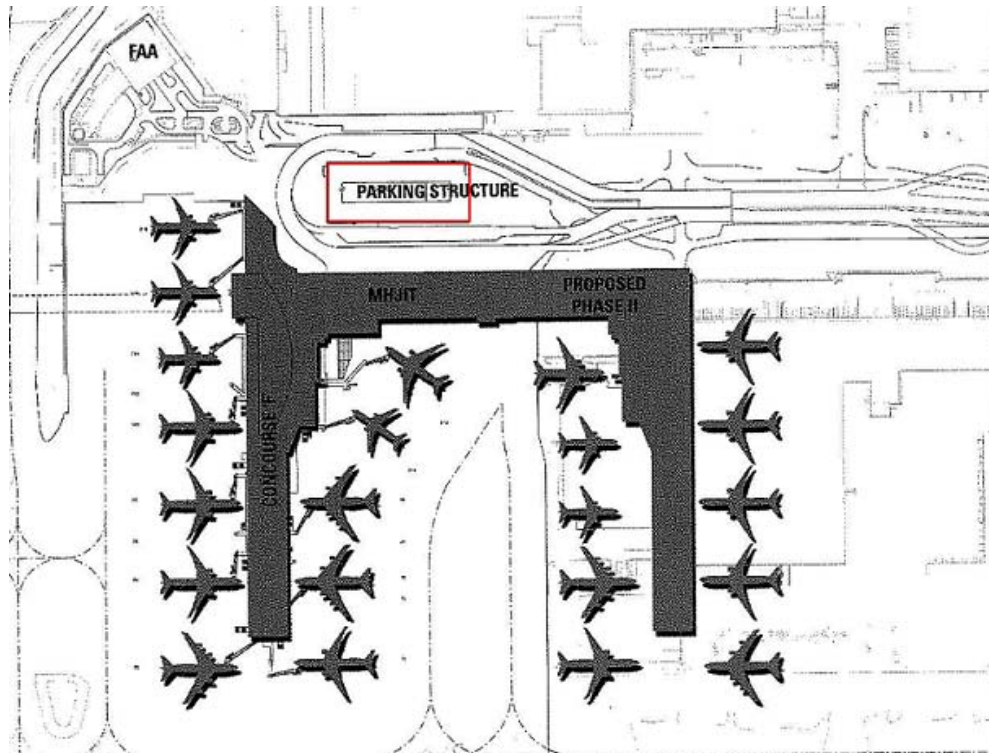 FAA
PARKING STRUCTURE
MHJIT
PROPOSED
PHASE II
CONCOURSE F